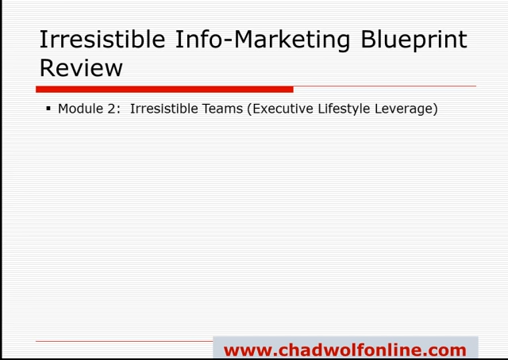 Irresistible Info-Marketing Blueprint
Review
▪ Module 2: Irresistible Teams (Executive Lifestyle Leverage)
www.chadwolfonline.com